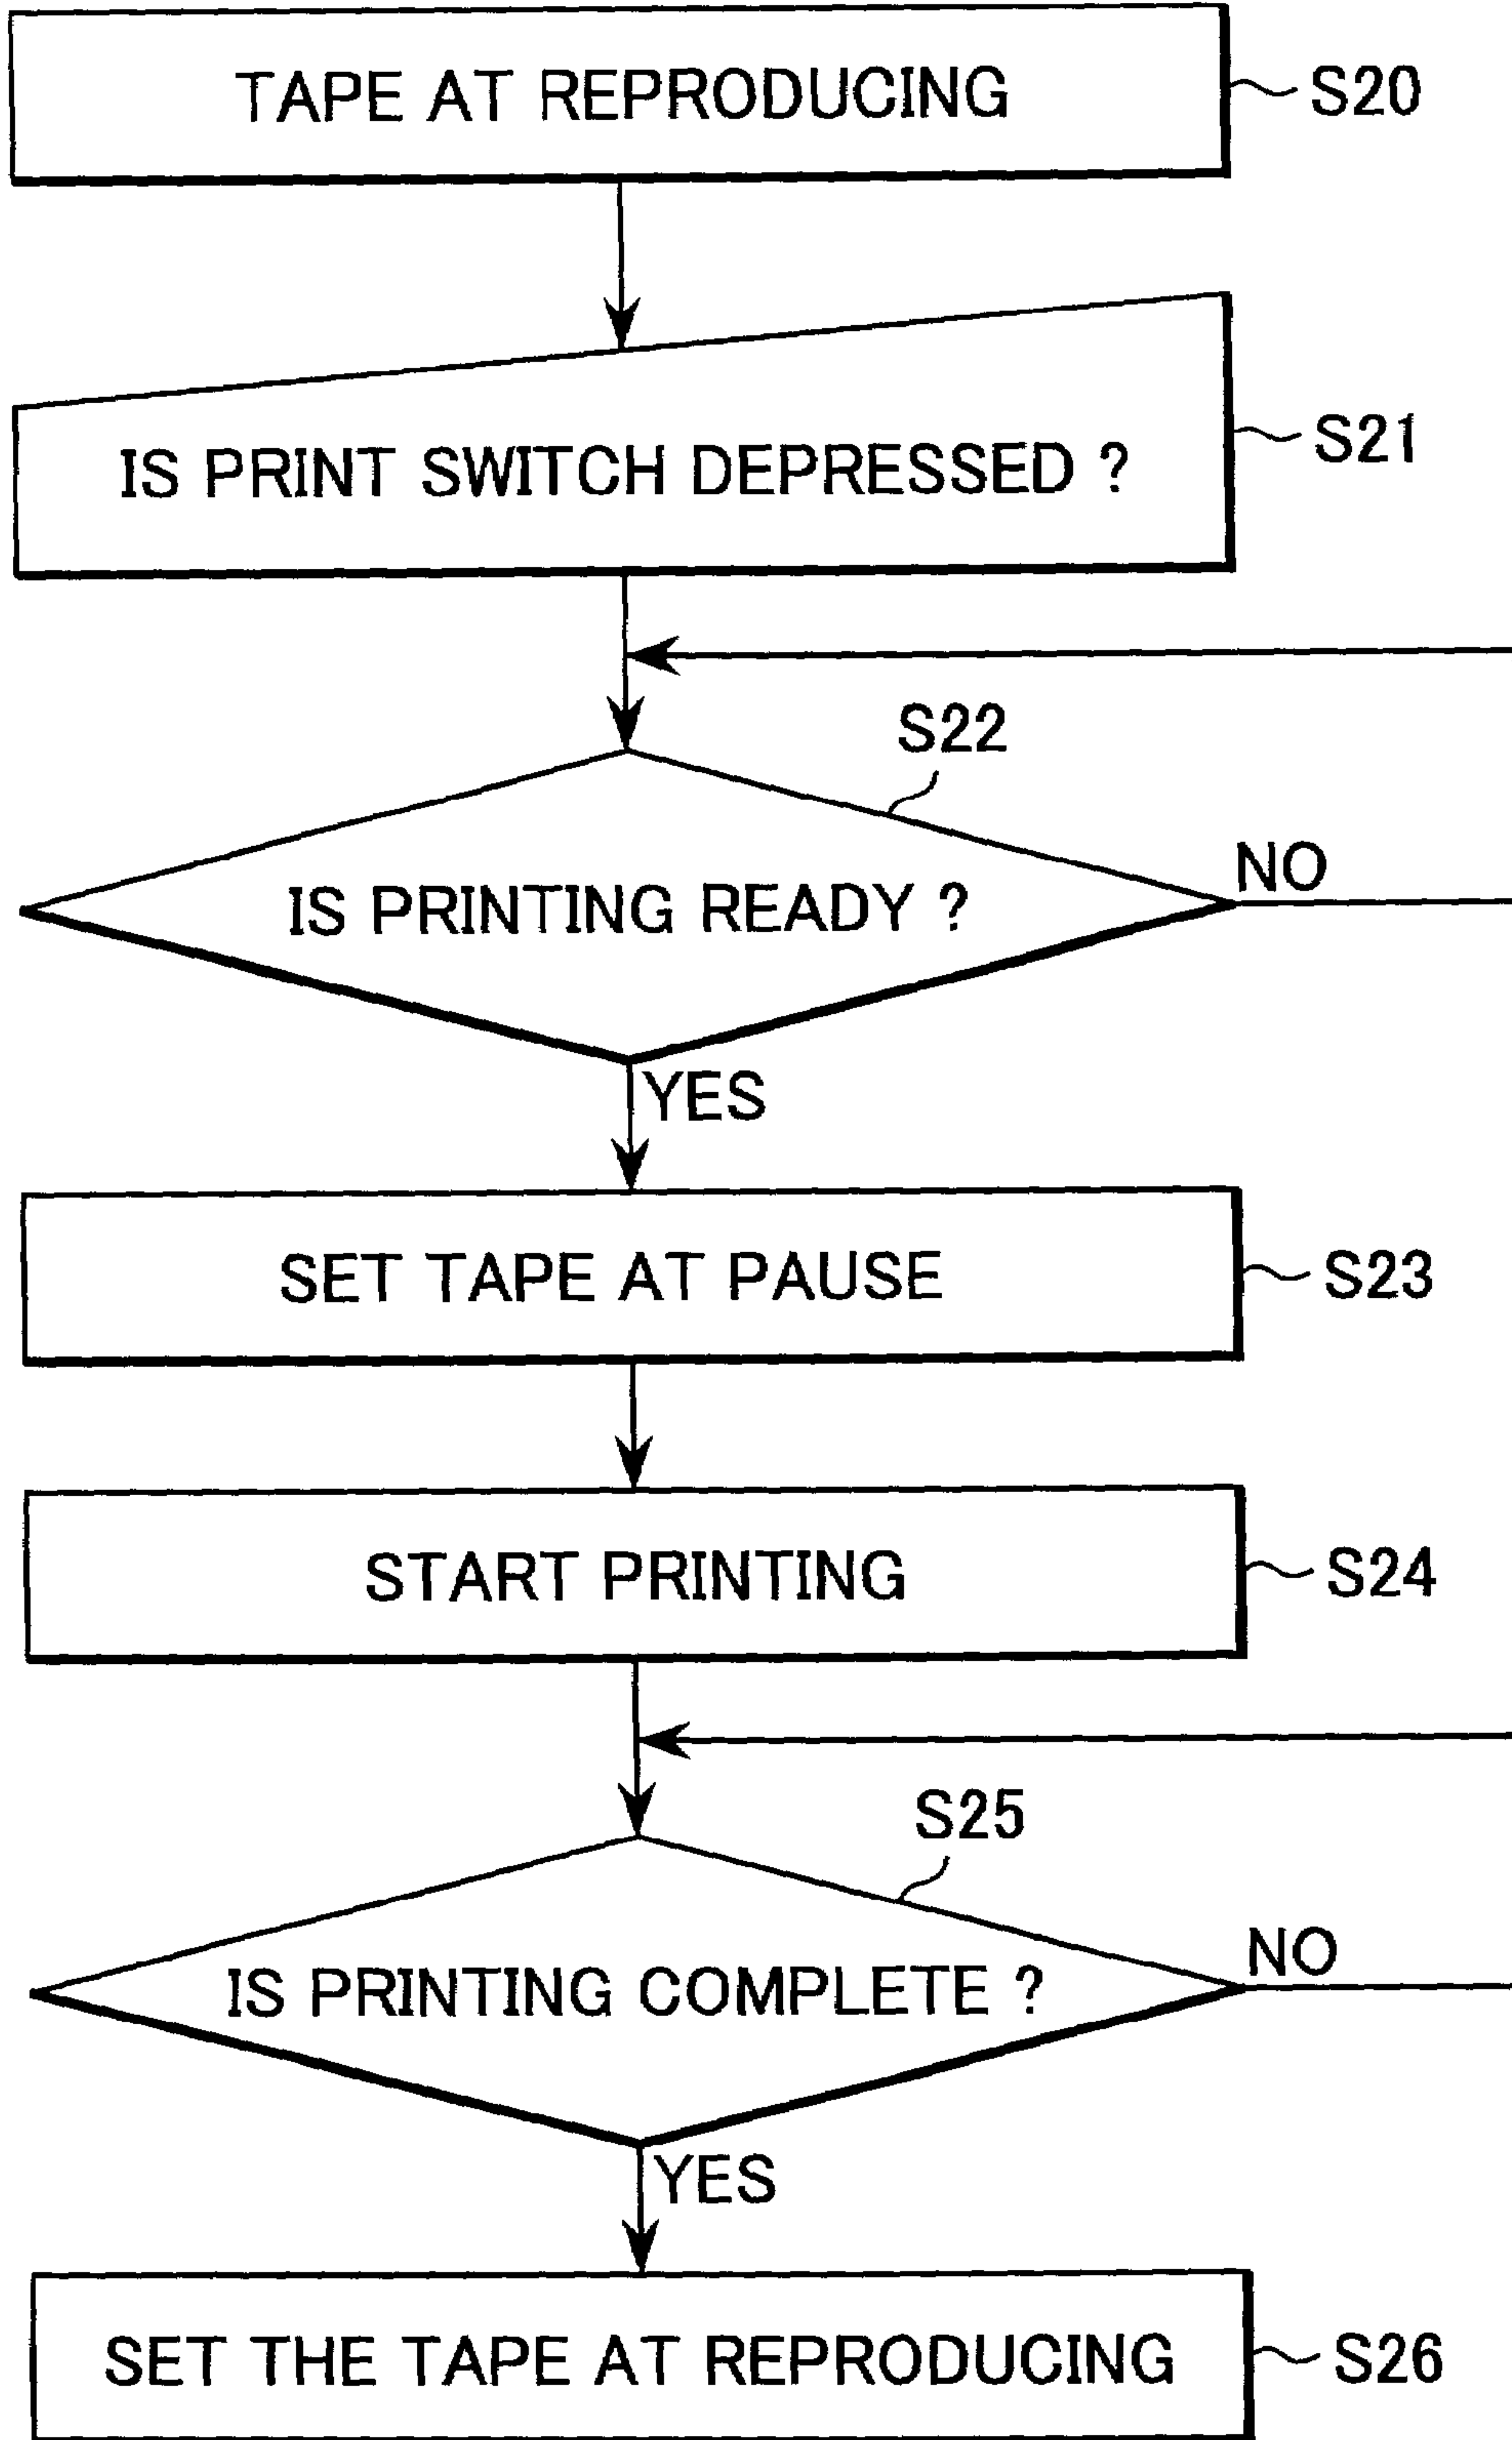 TAPE AT REPRODUCING S20
IS PRINT SWITCH DEPRESSED ? S21
S22
IS PRINTING READY ? NO
YES
SET TAPE AT PAUSE S23
START PRINTING S24
S25
IS PRINTING COMPLETE ? NO
YES
SET THE TAPE AT REPRODUCING S26